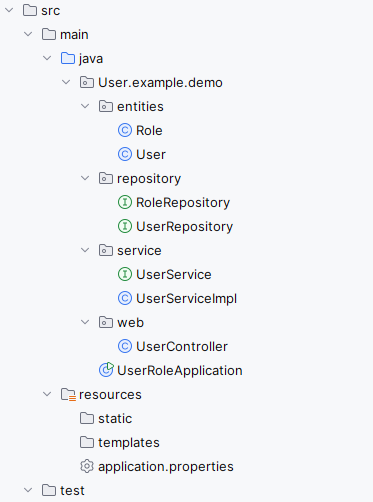 src
main
java
User.example.demo
entities
Role
User
repository
RoleRepository
UserRepository
service
UserService
UserServiceImpl
web
UserController
UserRoleApplication
resources
static
templates
application.properties
test